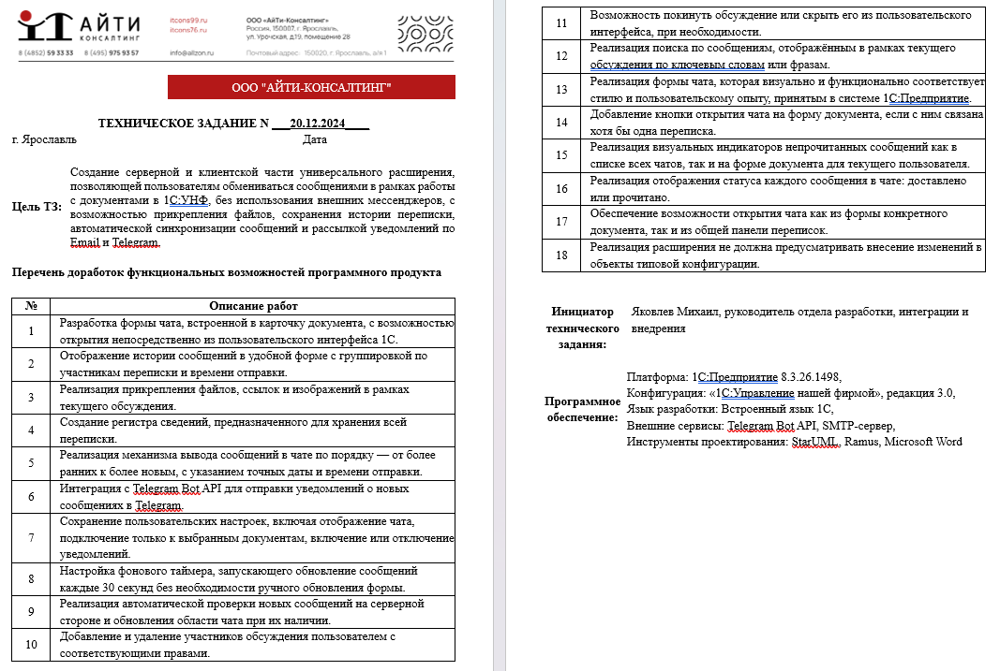 АЙТИ
КОНСАЛТИНГ
8 (4852) 59 33 33 8 (495) 975 93 57
itcons99.ru
itcons76.ru
info@allzon.ru
ООО «АйТи-Консалтинг»
Россия, 150007, г. Ярославль,
ул. Урочская, д.19, помещение 28
Почтовый адрес: 150020, г. Ярославль, а/я 1
ООО "АЙТИ-КОНСАЛТИНГ"
ТЕХНИЧЕСКОЕ ЗАДАНИЕ N ___20.12.2024____
г. Ярославль Дата
Цель ТЗ:
Создание серверной и клиентской части универсального расширения,
позволяющей пользователям обмениваться сообщениями в рамках работы
с документами в 1С:УНФ, без использования внешних мессенджеров, с
возможностью прикрепления файлов, сохранения истории переписки,
автоматической синхронизации сообщений и рассылкой уведомлений по
Email и Telegram.
Перечень доработок функциональных возможностей программного продукта
№ Описание работ
1 Разработка формы чата, встроенной в карточку документа, с возможностью
открытия непосредственно из пользовательского интерфейса 1С.
2 Отображение истории сообщений в удобной форме с группировкой по
участникам переписки и времени отправки.
3 Реализация прикрепления файлов, ссылок и изображений в рамках
текущего обсуждения.
4 Создание регистра сведений, предназначенного для хранения всей
переписки.
5 Реализация механизма вывода сообщений в чате по порядку — от более
ранних к более новым, с указанием точных даты и времени отправки.
6 Интеграция с Telegram Bot API для отправки уведомлений о новых
сообщениях в Telegram.
7 Сохранение пользовательских настроек, включая отображение чата,
подключение только к выбранным документам, включение или отключение
уведомлений.
8 Настройка фонового таймера, запускающего обновление сообщений
каждые 30 секунд без необходимости ручного обновления формы.
9 Реализация автоматической проверки новых сообщений на серверной
стороне и обновления области чата при их наличии.
10 Добавление и удаление участников обсуждения пользователем с
соответствующими правами.
11 Возможность покинуть обсуждение или скрыть его из пользовательского
интерфейса, при необходимости.
12 Реализация поиска по сообщениям, отображённым в рамках текущего
обсуждения по ключевым словам или фразам.
13 Реализация формы чата, которая визуально и функционально соответствует
стилю и пользовательскому опыту, принятым в системе 1С:Предприятие.
14 Добавление кнопки открытия чата на форму документа, если с ним связана
хотя бы одна переписка.
15 Реализация визуальных индикаторов непрочитанных сообщений как в
списке всех чатов, так и на форме документа для текущего пользователя.
16 Реализация отображения статуса каждого сообщения в чате: доставлено
или прочитано.
17 Обеспечение возможности открытия чата как из формы конкретного
документа, так и из общей панели переписок.
18 Реализация расширения не должна предусматривать внесение изменений в
объекты типовой конфигурации.
Инициатор
технического
задания:
Яковлев Михаил, руководитель отдела разработки, интеграции и
внедрения
Программное
обеспечение:
Платформа: 1С:Предприятие 8.3.26.1498,
Конфигурация: «1С:Управление нашей фирмой», редакция 3.0,
Язык разработки: Встроенный язык 1С,
Внешние сервисы: Telegram Bot API, SMTP-сервер,
Инструменты проектирования: StarUML, Ramus, Microsoft Word